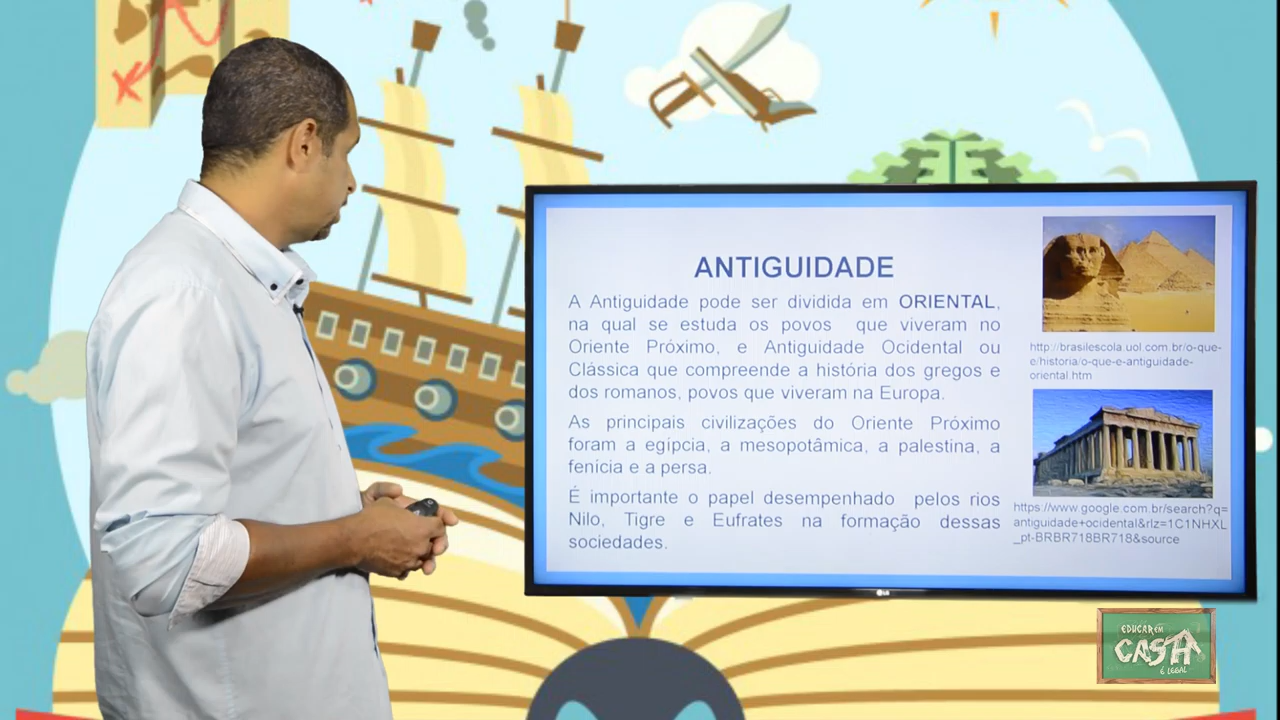 ANTIGUIDADE
A Antiguidade pode ser dividida em ORIENTAL,
na qual se estuda os povos que viveram no
Oriente Próximo, e Antiguidade Ocidental ou
Clássica que compreende a história dos gregos e
dos romanos, povos que viveram na Europa.
As principais civilizações do Oriente Próximo
foram a egípcia, a mesopotâmica, a palestina, a
fenícia e a persa.
É importante o papel desempenhado pelos rios
Nilo, Tigre e Eufrates na formação dessas
sociedades.
http://brasilescola.uol.com.br/o-que-
e/historia/o-que-e-antiguidade-
oriental.htm
https://www.google.com.br/search?q=
antiguidade+ocidental&rlz=1C1NHXL
_pt-BRBR718BR718&source
LG
EDUCAR EM
CASA
É LEGAL